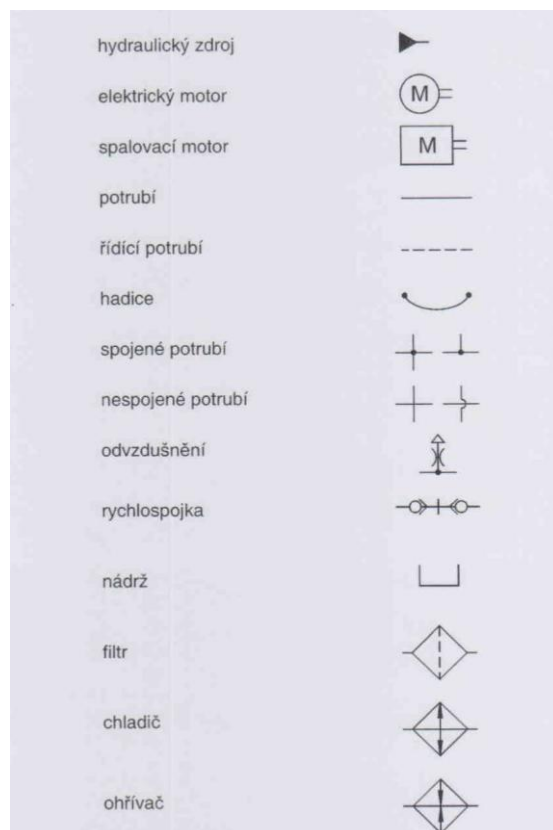 hydraulický zdroj
elektrický motor
M
spalovací motor
M
potrubí
řídící potrubí
hadice
spojené potrubí
nespojené potrubí
odvzdušnění
rychlospojka
nádrž
filtr
chladič
ohřívač